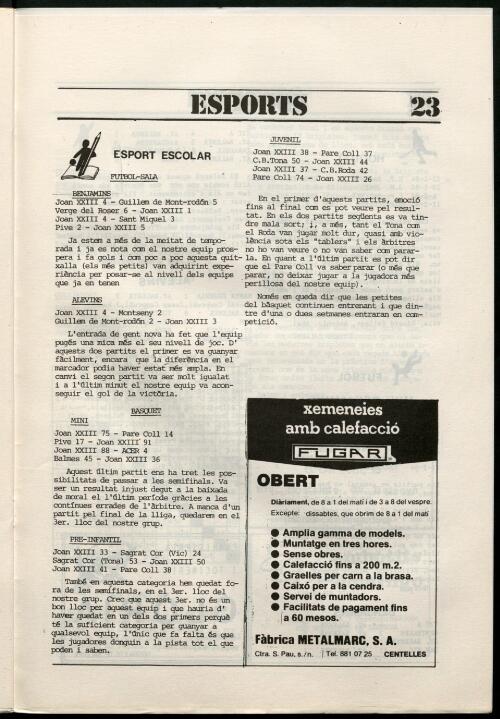 ESPORTS
23
ESPORT ESCOLAR
FUTBOL-SALA
BENJAMINS
Joan XXIII 4 - Guillem de Mont-rodón 5
Verge del Roser 6 - Joan XXIII 1
Joan XXIII 4 - Sant Miquel 3
Pive 2 - Joan XXIII 5
Ja estem a més de la meitat de tempo-
rada i ja es nota com el nostre equip pros-
pera i fa gols i com poc a poc aquesta quit-
xalla (els més petits) van adquirint expe-
riència per posar-se al nivell dels equips
que ja en tenen
ALEVINS
Joan XXIII 4 - Montseny 2
Guillem de Mont-rodón 2 - Joan XXIII 3
L'entrada de gent nova ha fet que l'equip
pugés una mica més el seu nivell de joc. D'
aquests dos partits el primer es va guanyar
fàcilment, encara que la diferència en el
marcador podia haver estat més ampla. En
canvi el segon partit va ser molt igualat
i a l'últim minut el nostre equip va acon-
seguir el gol de la victòria.
BASQUET
MINI
Joan XXIII 75 - Pare Coll 14
Pive 17 - Joan XXIII 91
Joan XXIII 88 - ACER 4
Balmes 45 - Joan XXIII 36
Aquest últim partit ens ha tret les pos-
sibilitats de passar a les semifinals. Va
ser un resultat injust degut a la baixada
de moral el l'últim període gràcies a les
contínues errades de l'àrbitre. A manca d'un
partit pel final de la lliga, quedarem en el
3er. lloc del nostre grup.
PRE-INFANTIL
Joan XXIII 33 - Sagrat Cor (Vic) 24
Sagrat Cor (Tona) 53 - Joan XXIII 50
Joan XXIII 41 - Pare Coll 38
També en aquesta categoria hem quedat fo-
ra de les semifinals, en el 3er. lloc del
nostre grup. Crec que aquest 3er. no és un
bon lloc per aquest equip i que hauria d'
haver quedat en un dels dos primers perquè
té la suficient categoria per guanyar a
qualsevol equip, l'únic que fa falta és que
les jugadores donguin a la pista tot el que
poden i saben.
JUVENIL
Joan XXIII 38 - Pare Coll 37
C.B.Tona 50 - Joan XXIII 44
Joan XXIII 37 - C.B.Roda 42
Pare Coll 74 - Joan XXIII 26
En el primer d'aquests partits, emoció
fins al final com es pot veure pel resul-
tat. En els dos partits següents es va tin-
dre mala sort; i, a més, tant el Tona com
el Roda van jugar molt dur, quasi amb vio-
lència sota els "tablers" i els àrbitres
no ho van veure o no van saber com parar-
la. En quant a l'últim partit es pot dir
que el Pare Coll va saber parar (o més que
parar, no deixar jugar a la jugadora més
perillosa del nostre equip).
Només em queda dir que les petites
del bàsquet continuen entrenant i que din-
tre d'una o dues setmanes entraran en com-
petició.
xemeneies
amb calefacció
FUGAR
OBERT
Diàriament, de 8 a 1 del matí i de 3 a 8 del vespre.
Excepte: dissabtes, que obrim de 8 a 1 del matí
● Amplia gamma de models.
● Muntatge en tres hores.
● Sense obres.
● Calefacció fins a 200 m.2.
● Graelles per carn a la brasa.
● Caixó per a la cendra.
● Servei de muntadors.
● Facilitats de pagament fins
a 60 mesos.
Fàbrica METALMARC, S. A.
Ctra. S. Pau, s./n. Tel. 881 07 25 CENTELLES